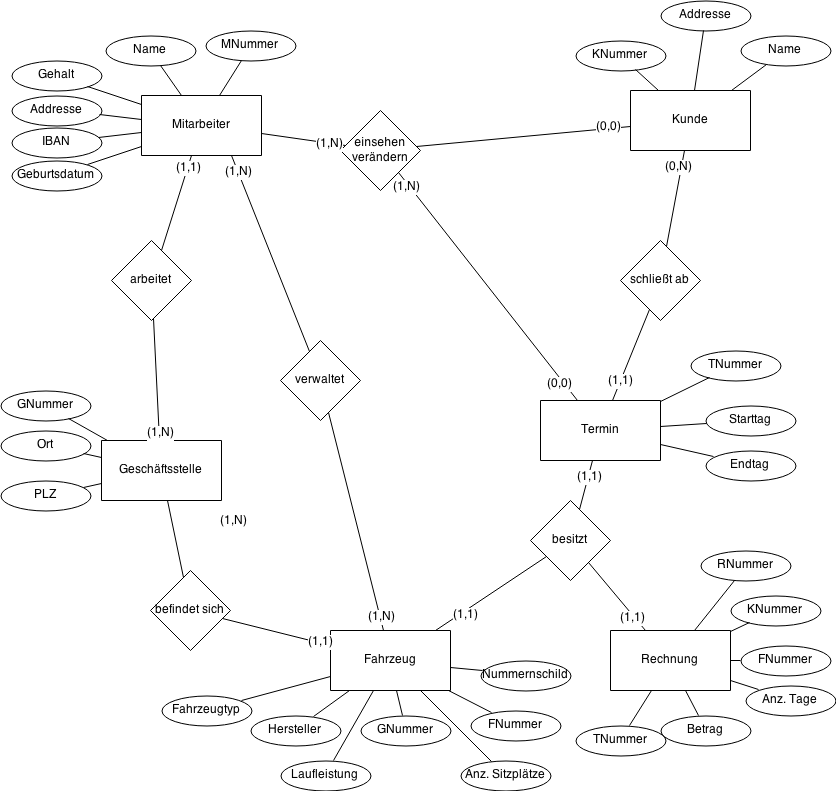 Addresse
Name
MNummer
KNummer
Name
Gehalt
Addresse
IBAN
Geburtsdatum
Mitarbeiter
Kunde
(1,N)
einsehen
verändern
(0,0)
(1,1)
(1,N)
(1,N)
(0,N)
arbeitet
schließt ab
verwaltet
(0,0)
(1,1)
TNummer
GNummer
Ort
PLZ
(1,N)
Geschäftsstelle
Termin
Starttag
Endtag
(1,1)
(1,N)
besitzt
RNummer
befindet sich
(1,N)
(1,1)
(1,1)
KNummer
(1,1)
Fahrzeug
Rechnung
FNummer
Nummernschild
Anz. Tage
Fahrzeugtyp
Hersteller
GNummer
FNummer
TNummer
Betrag
Laufleistung
Anz. Sitzplätze